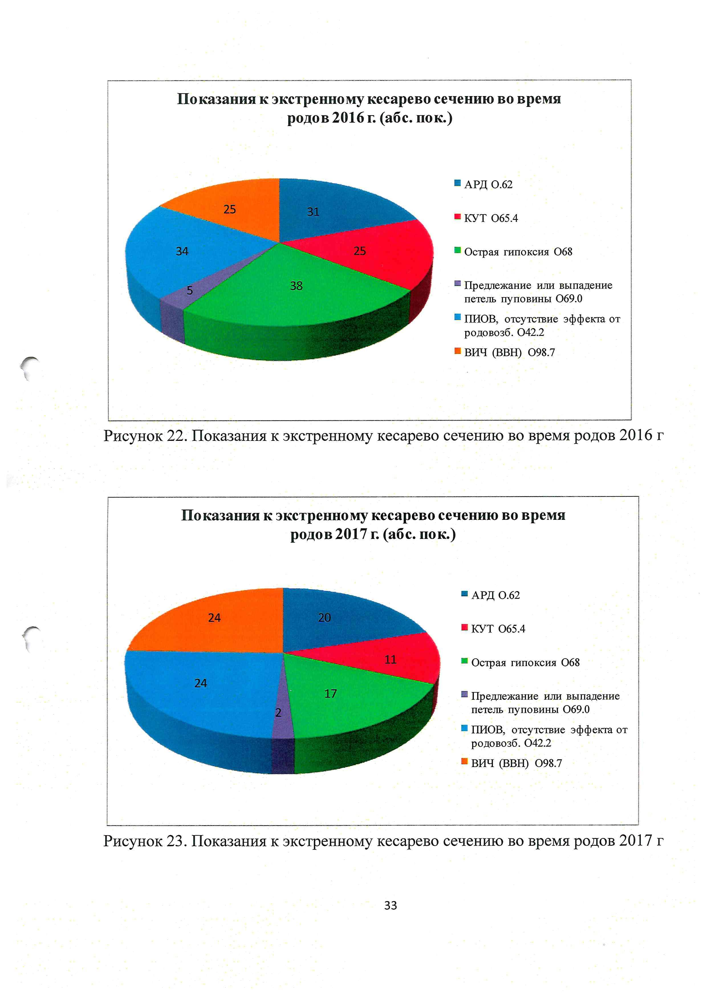 Показания к экстренному кесарево сечению во время
родов 2016 г. (абс. пок.)
25
31
34
25
5
38
АРД О.62
КУТ О65.4
Острая гипоксия О68
Предлежание или выпадение
петель пуповины О69.0
ПИОВ, отсутствие эффекта от
родовозб. О42.2
ВИЧ (ВВН) О98.7
Рисунок 22. Показания к экстренному кесарево сечению во время родов 2016 г
Показания к экстренному кесарево сечению во время
родов 2017 г. (абс. пок.)
24
20
11
24
17
2
АРД О.62
КУТ О65.4
Острая гипоксия О68
Предлежание или выпадение
петель пуповины О69.0
ПИОВ, отсутствие эффекта от
родовозб. О42.2
ВИЧ (ВВН) О98.7
Рисунок 23. Показания к экстренному кесарево сечению во время родов 2017 г
33